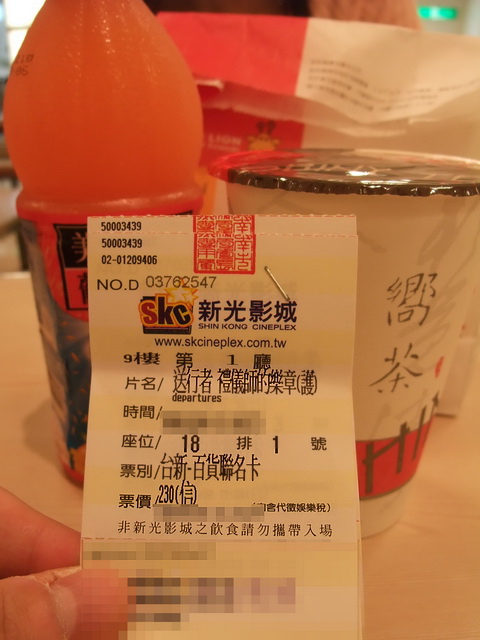 50003439
50003439
02-01209406
NO.D 03762547
skc 新光影城
SHIN KONG CINEPLEX
www.skcineplex.com.tw
9樓 第 1 廳
片名/送行者 禮儀師的樂章(護)
departures
時間/
座位/ 18 排 1 號
票別/台新-百貨聯名卡
票價/230(信)
(內含代徵娛樂稅)
非新光影城之飲食請勿攜帶入場
嚮茶
美
LION